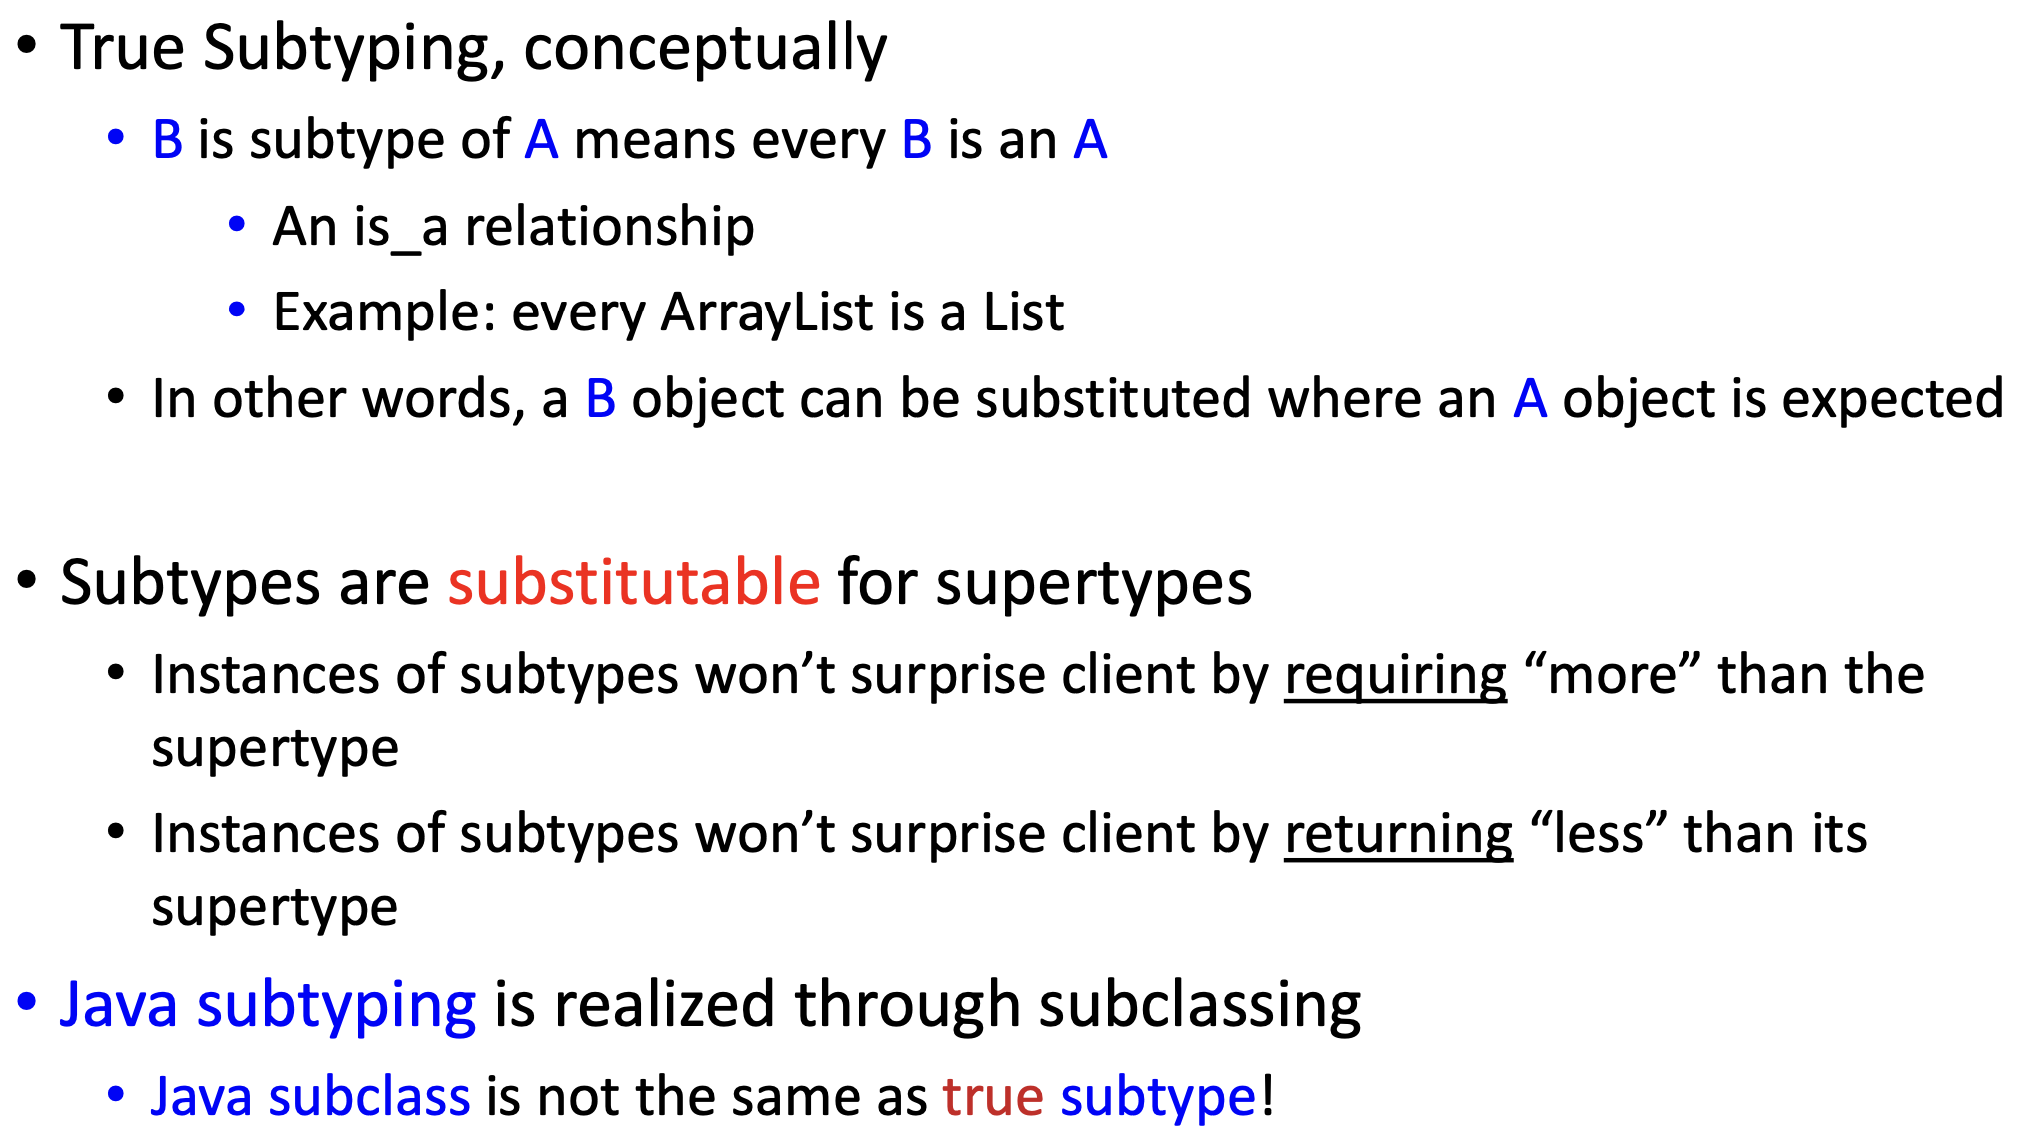 • True Subtyping, conceptually
• B is subtype of A means every B is an A
• An is_a relationship
• Example: every ArrayList is a List
• In other words, a B object can be substituted where an A object is expected
• Subtypes are substitutable for supertypes
• Instances of subtypes won’t surprise client by requiring “more” than the
supertype
• Instances of subtypes won’t surprise client by returning “less” than its
supertype
• Java subtyping is realized through subclassing
• Java subclass is not the same as true subtype!